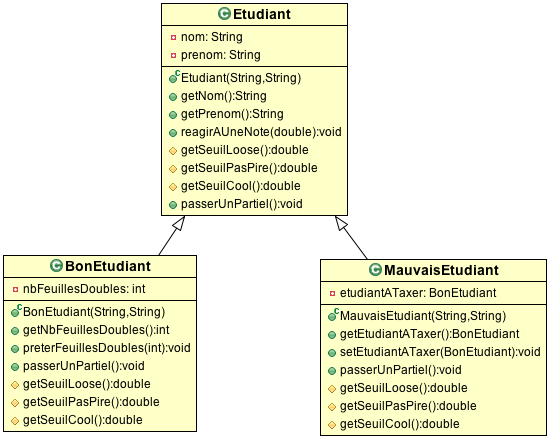 Etudiant
nom: String
prenom: String
Etudiant(String,String)
getNom():String
getPrenom():String
reagirAUneNote(double):void
getSeuilLoose():double
getSeuilPasPire():double
getSeuilCool():double
passerUnPartiel():void
BonEtudiant
nbFeuillesDoubles: int
BonEtudiant(String,String)
getNbFeuillesDoubles():int
preterFeuillesDoubles(int):void
passerUnPartiel():void
getSeuilLoose():double
getSeuilPasPire():double
getSeuilCool():double
MauvaisEtudiant
etudiantATaxer: BonEtudiant
MauvaisEtudiant(String,String)
getEtudiantATaxer():BonEtudiant
setEtudiantATaxer(BonEtudiant):void
passerUnPartiel():void
getSeuilLoose():double
getSeuilPasPire():double
getSeuilCool():double